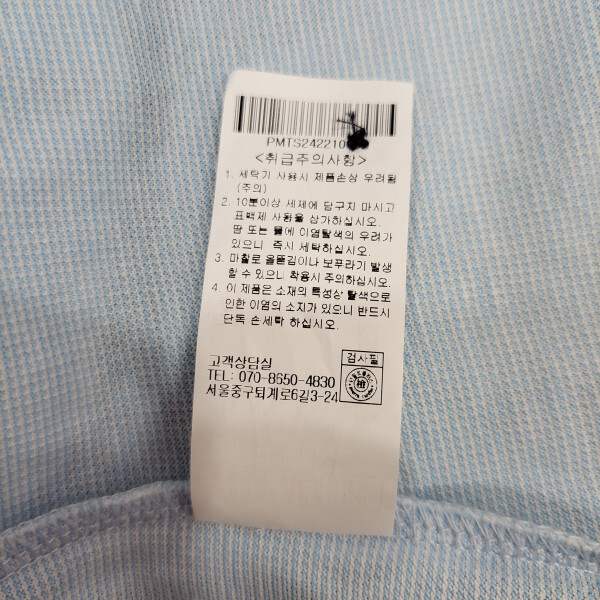 PMTS242210
<취급주의사항>
1. 세탁기 사용시 제품손상 우려됨
(주의)
2. 10분이상 세제에 담구지 마시고
표백제 사용을 삼가하십시오.
땀 또는 물에 이염탈색의 우려가
있으니 즉시 세탁하십시오.
3. 마찰로 올뜯김이나 보푸라기 발생
할 수 있으니 착용시 주의하십시오.
4. 이 제품은 소재의 특성상 탈색으로
인한 이염의 소지가 있으니 반드시
단독 손세탁 하십시오.
검사필
고객상담실
TEL: 070-8650-4830
서울중구퇴계로6길3-24